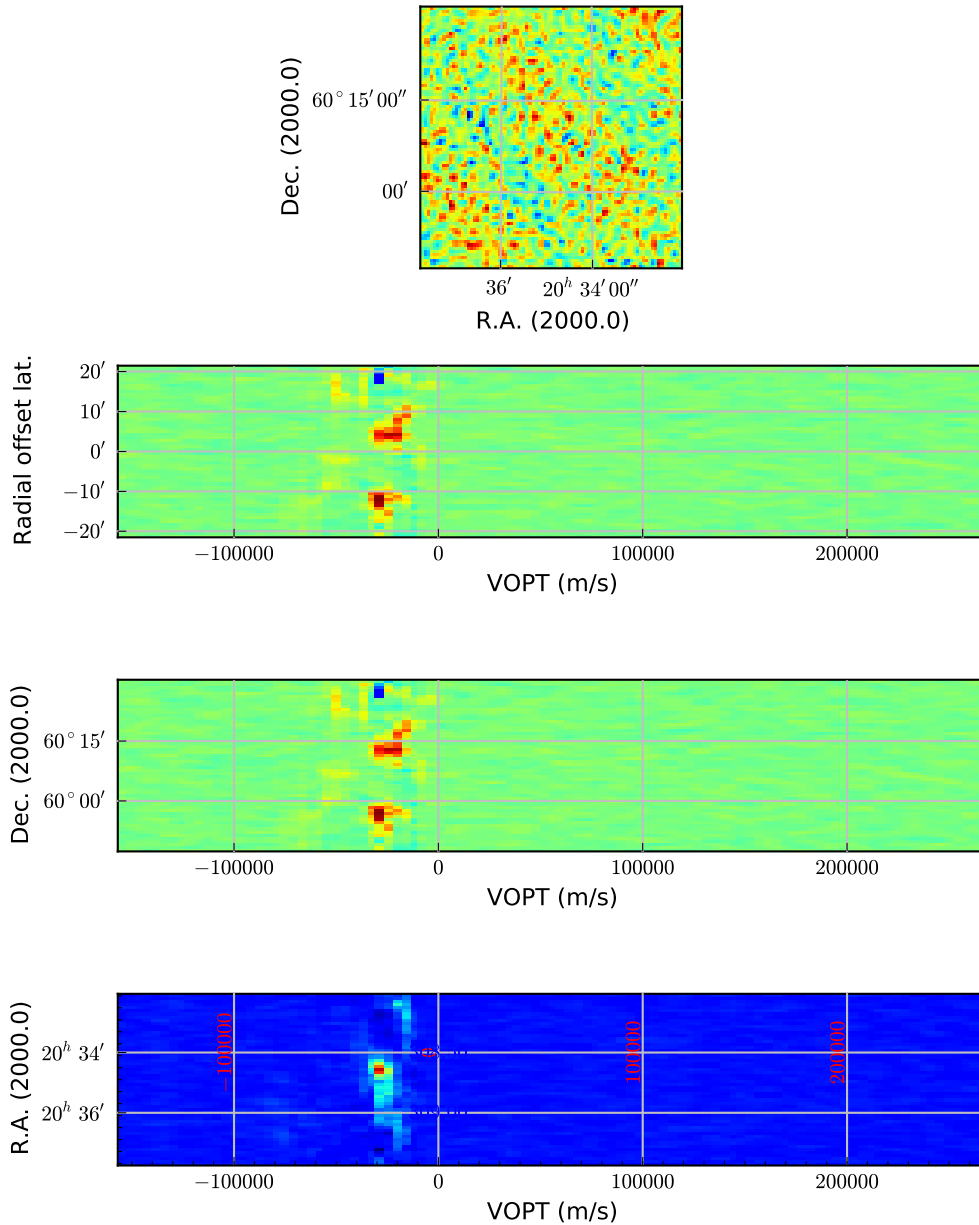 Dec. (2000.0)
60° 15′ 00″
00′
36′ 20ʰ 34′ 00″
R.A. (2000.0)
Radial offset lat.
20′
10′
0′
−10′
−20′
−100000 0 100000 200000
VOPT (m/s)
Dec. (2000.0)
60° 15′
60° 00′
−100000 0 100000 200000
VOPT (m/s)
R.A. (2000.0)
20ʰ 34′
20ʰ 36′
−100000 0 100000 200000
−100000 0 100000 200000
VOPT (m/s)